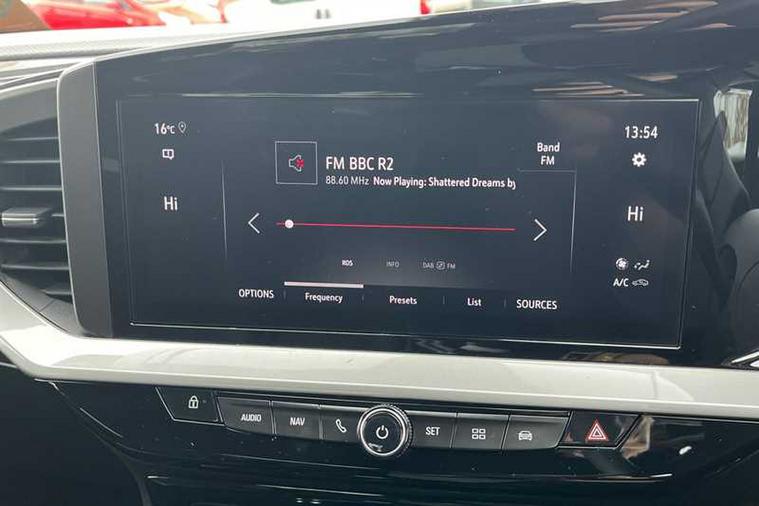 16°C
13:54
FM BBC R2
Band
FM
88.60 MHz Now Playing: Shattered Dreams by
Hi
Hi
RDS INFO DAB FM
A/C
OPTIONS Frequency Presets List SOURCES
AUDIO NAV SET